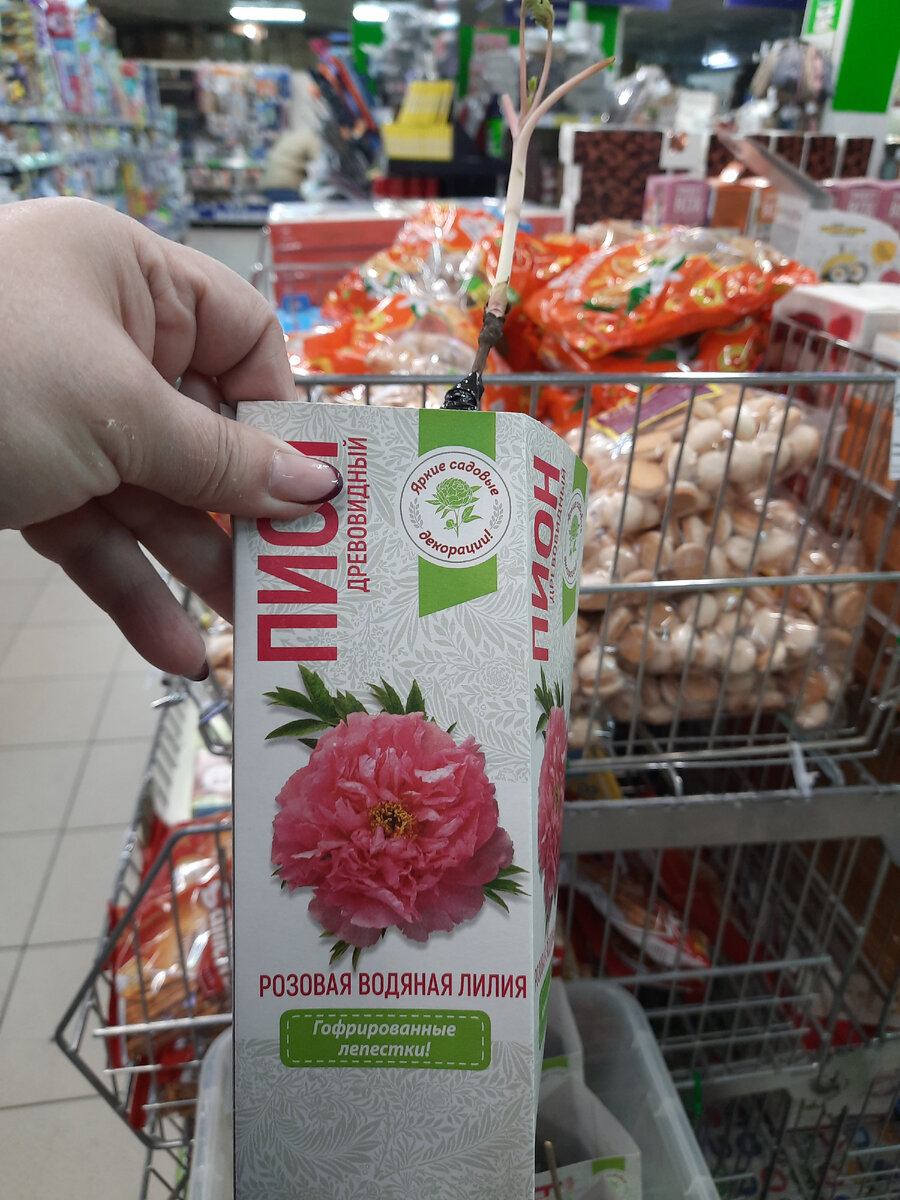 ПИОН
ДРЕВОВИДНЫЙ
Яркие садовые
декорации!
РОЗОВАЯ ВОДЯНАЯ ЛИЛИЯ
Гофрированные
лепестки!
ПИОН
ДРЕВОВИДНЫЙ